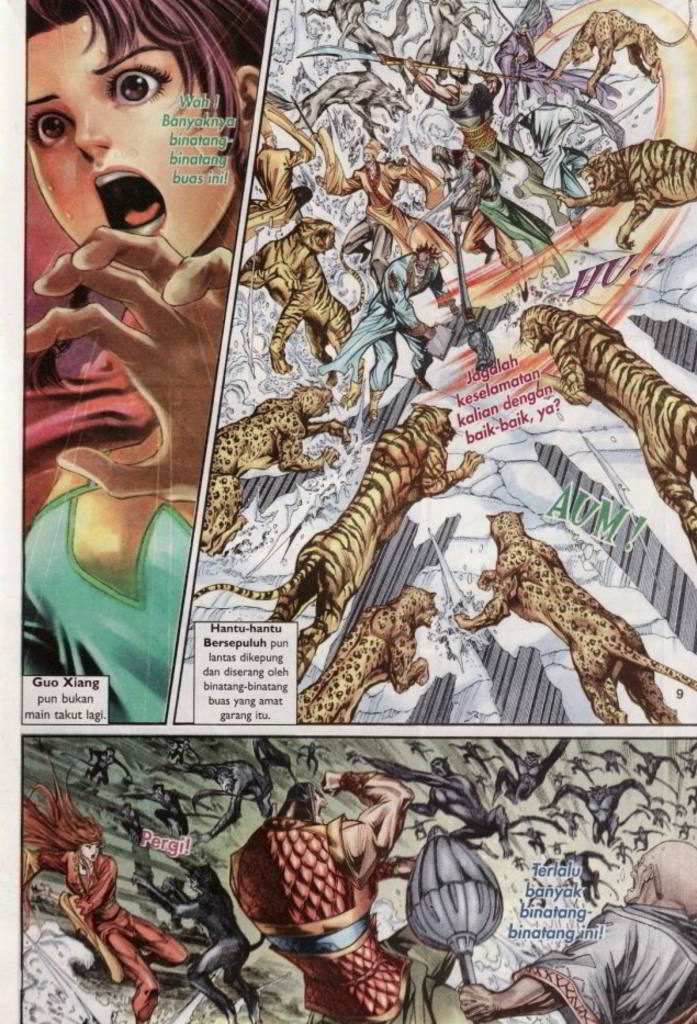 Wah!
Banyaknya
binatang-
binatang
buas ini!
Guo Xiang
pun bukan
main takut lagi.
HU...
Jagalah
keselamatan
kalian dengan
baik-baik, ya?
AUM!
Hantu-hantu
Bersepuluh pun
lantas dikepung
dan diserang oleh
binatang-binatang
buas yang amat
garang itu.
9
Pergi!
Terlalu
banyak
binatang-
binatang ini!